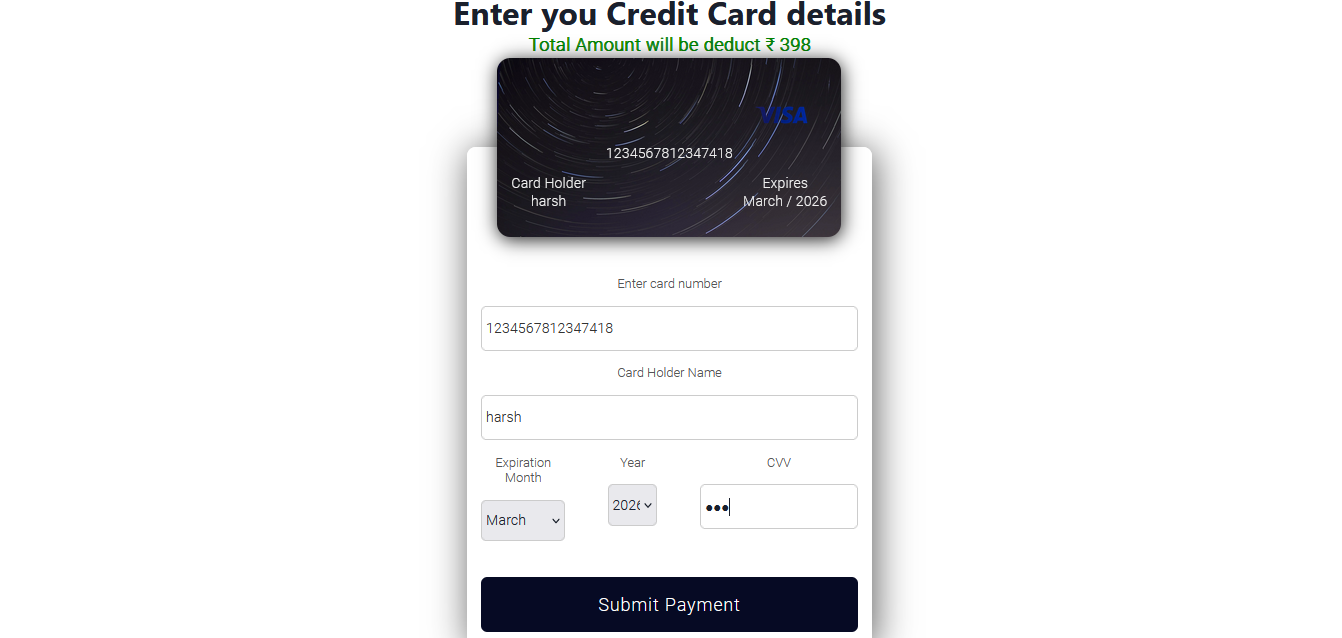 Enter you Credit Card details
Total Amount will be deduct ₹ 398
VISA
1234567812347418
Card Holder
harsh
Expires
March / 2026
Enter card number
1234567812347418
Card Holder Name
harsh
Expiration
Month
Year
CVV
March
2026
•••
Submit Payment